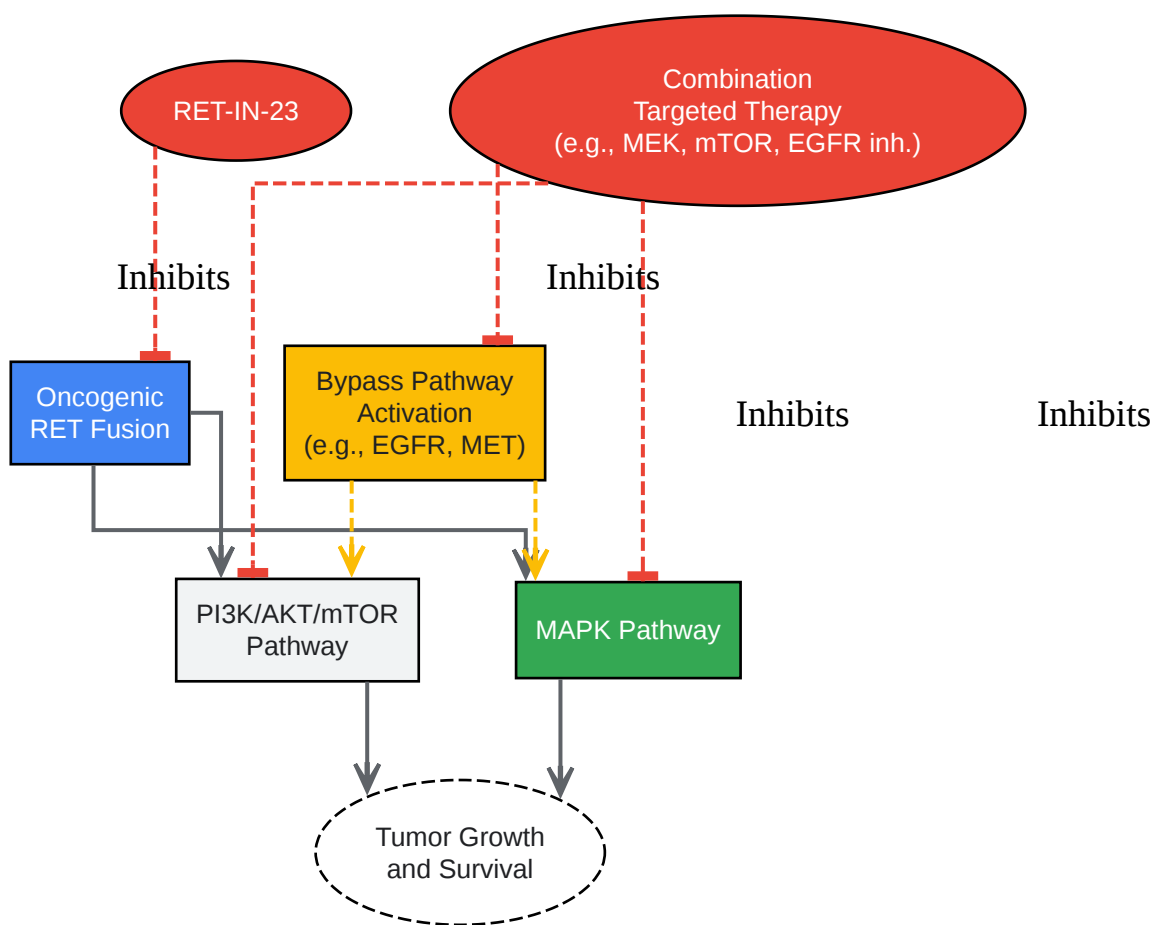 RET-IN-23
Combination
Targeted Therapy
(e.g., MEK, mTOR, EGFR inh.)
Inhibits
Inhibits
Oncogenic
RET Fusion
Bypass Pathway
Activation
(e.g., EGFR, MET)
Inhibits
Inhibits
PI3K/AKT/mTOR
Pathway
MAPK Pathway
Tumor Growth
and Survival